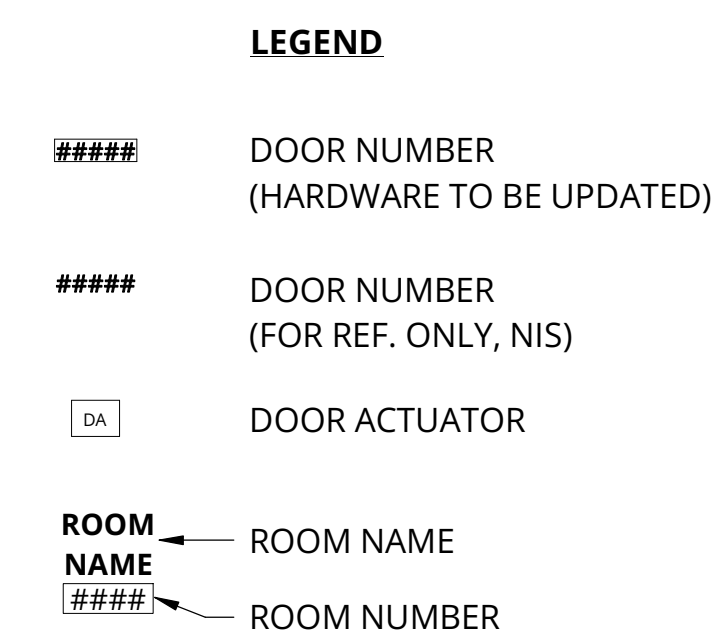 LEGEND
##### DOOR NUMBER
(HARDWARE TO BE UPDATED)
##### DOOR NUMBER
(FOR REF. ONLY, NIS)
DA DOOR ACTUATOR
ROOM
NAME
ROOM NAME
####
ROOM NUMBER